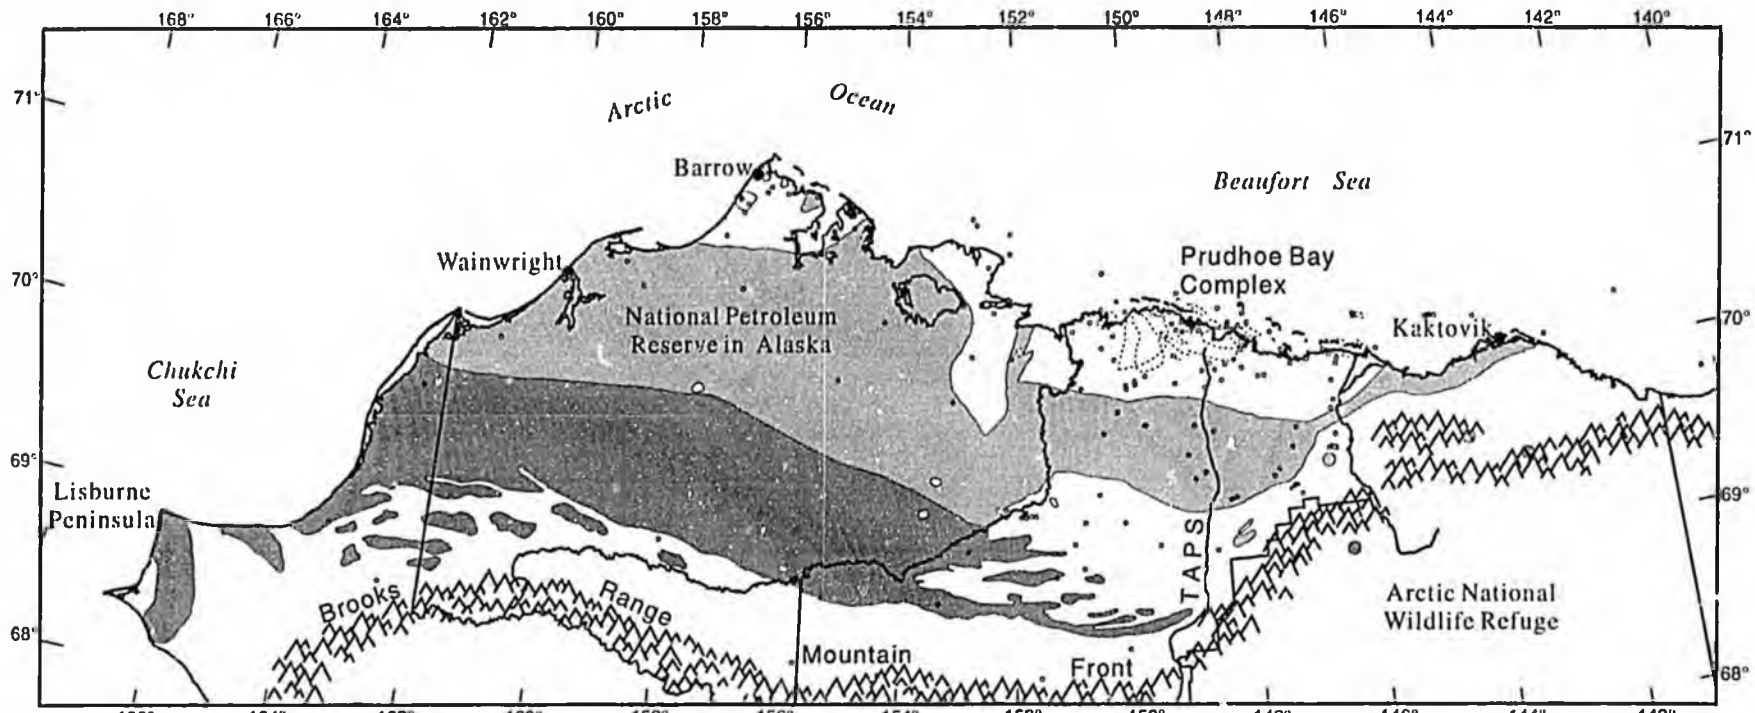 168° 166° 164° 162° 160° 158° 156° 154° 152° 150° 148° 146° 144° 142° 140°
71°
Arctic Ocean
71°
Barrow
Beaufort Sea
Wainwright
Prudhoe Bay
Complex
70°
National Petroleum
Reserve in Alaska
Kaktovik
70°
Chukchi
Sea
69°
Lisburne
Peninsula
69°
TAPS
Brooks Range
Arctic National
Wildlife Refuge
68°
Mountain Front
68°